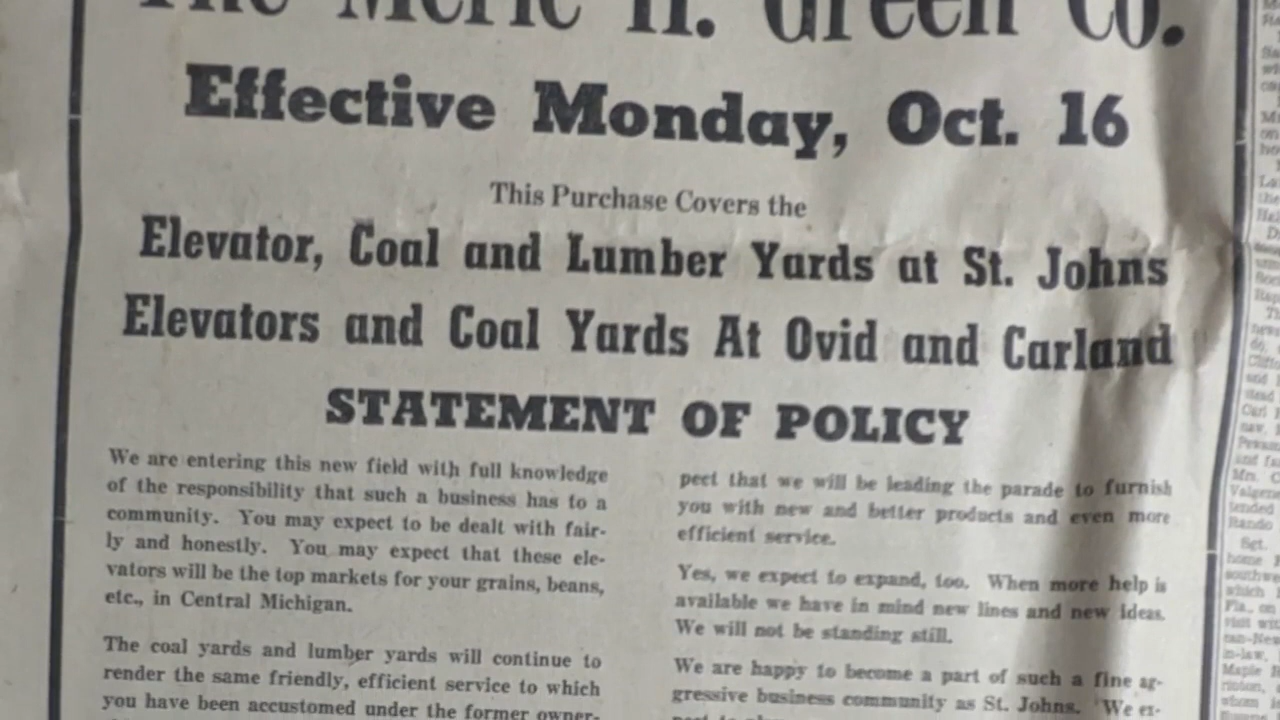 The Merle H. Green Co.
Effective Monday, Oct. 16
This Purchase Covers the
Elevator, Coal and Lumber Yards at St. Johns
Elevators and Coal Yards At Ovid and Carland
STATEMENT OF POLICY
We are entering this new field with full knowledge
of the responsibility that such a business has to a
community. You may expect to be dealt with fair-
ly and honestly. You may expect that these ele-
vators will be the top markets for your grains, beans,
etc., in Central Michigan.
The coal yards and lumber yards will continue to
render the same friendly, efficient service to which
you have been accustomed under the former owner-
pect that we will be leading the parade to furnish
you with new and better products and even more
efficient service.
Yes, we expect to expand, too. When more help is
available we have in mind new lines and new ideas.
We will not be standing still.
We are happy to become a part of such a fine ag-
gressive business community as St. Johns. We ex-